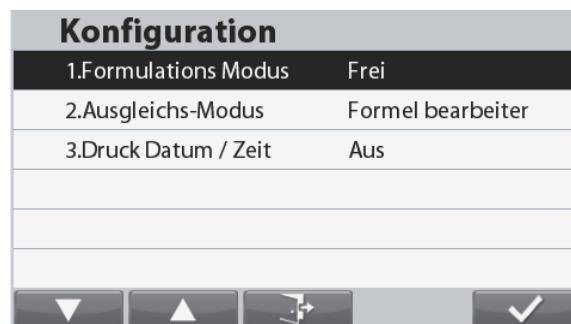 Konfiguration
1.Formulations Modus Frei
2.Ausgleichs-Modus Formel bearbeiter
3.Druck Datum / Zeit Aus